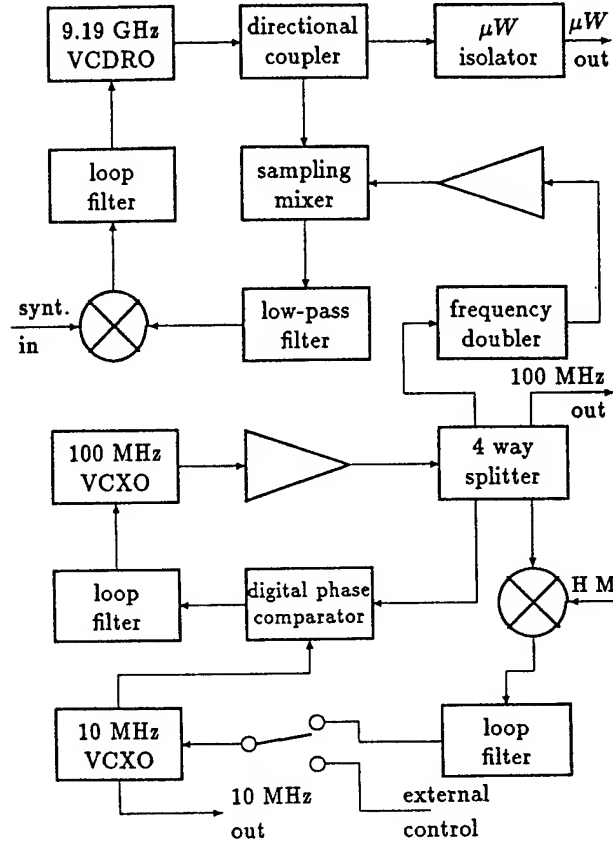 9.19 GHz
VCDRO
directional
coupler
μW
isolator
μW
out
loop
filter
sampling
mixer
synt.
in
low-pass
filter
frequency
doubler
100 MHz
out
100 MHz
VCXO
4 way
splitter
loop
filter
digital phase
comparator
H M
10 MHz
VCXO
loop
filter
10 MHz
out
external
control